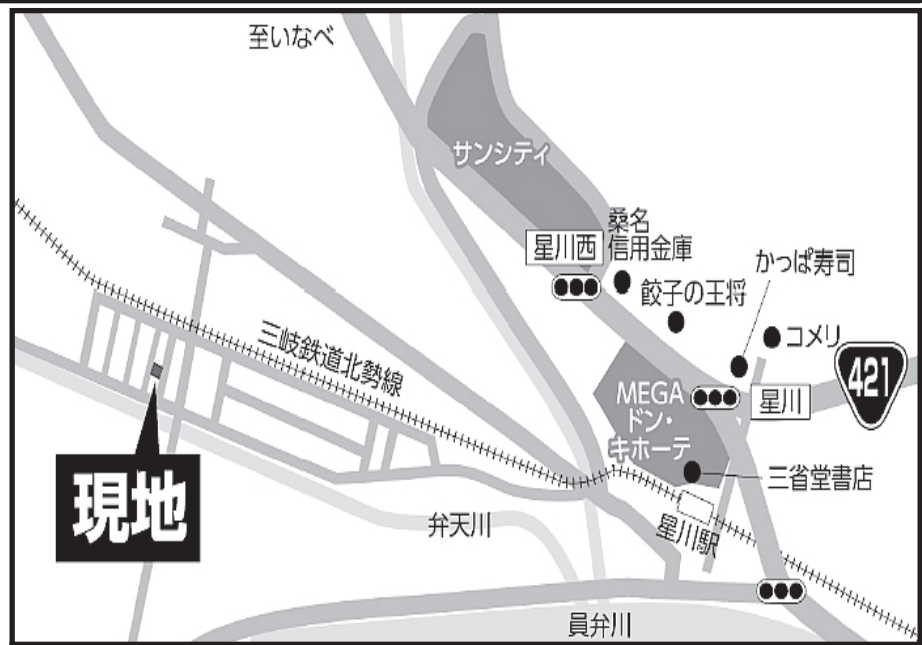 至いなべ
サンシティ
星川西
桑名
信用金庫
餃子の王将
かっぱ寿司
コメリ
三岐鉄道北勢線
MEGA
ドン・
キホーテ
星川
421
三省堂書店
現地
弁天川
星川駅
員弁川